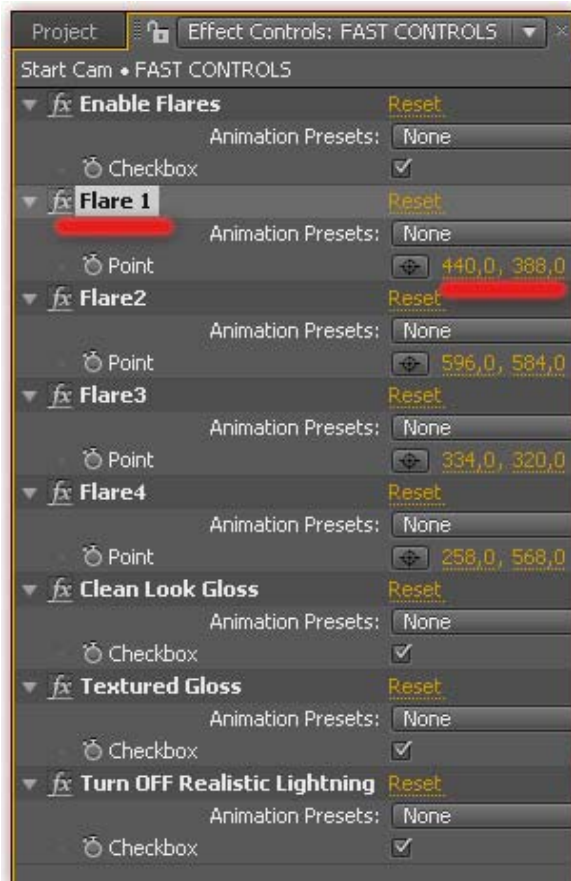 Project Effect Controls: FAST CONTROLS
Start Cam • FAST CONTROLS
fx Enable Flares Reset
Animation Presets: None
Checkbox
fx Flare 1 Reset
Animation Presets: None
Point 440,0, 388,0
fx Flare2 Reset
Animation Presets: None
Point 596,0, 584,0
fx Flare3 Reset
Animation Presets: None
Point 334,0, 320,0
fx Flare4 Reset
Animation Presets: None
Point 258,0, 568,0
fx Clean Look Gloss Reset
Animation Presets: None
Checkbox
fx Textured Gloss Reset
Animation Presets: None
Checkbox
fx Turn OFF Realistic Lightning Reset
Animation Presets: None
Checkbox